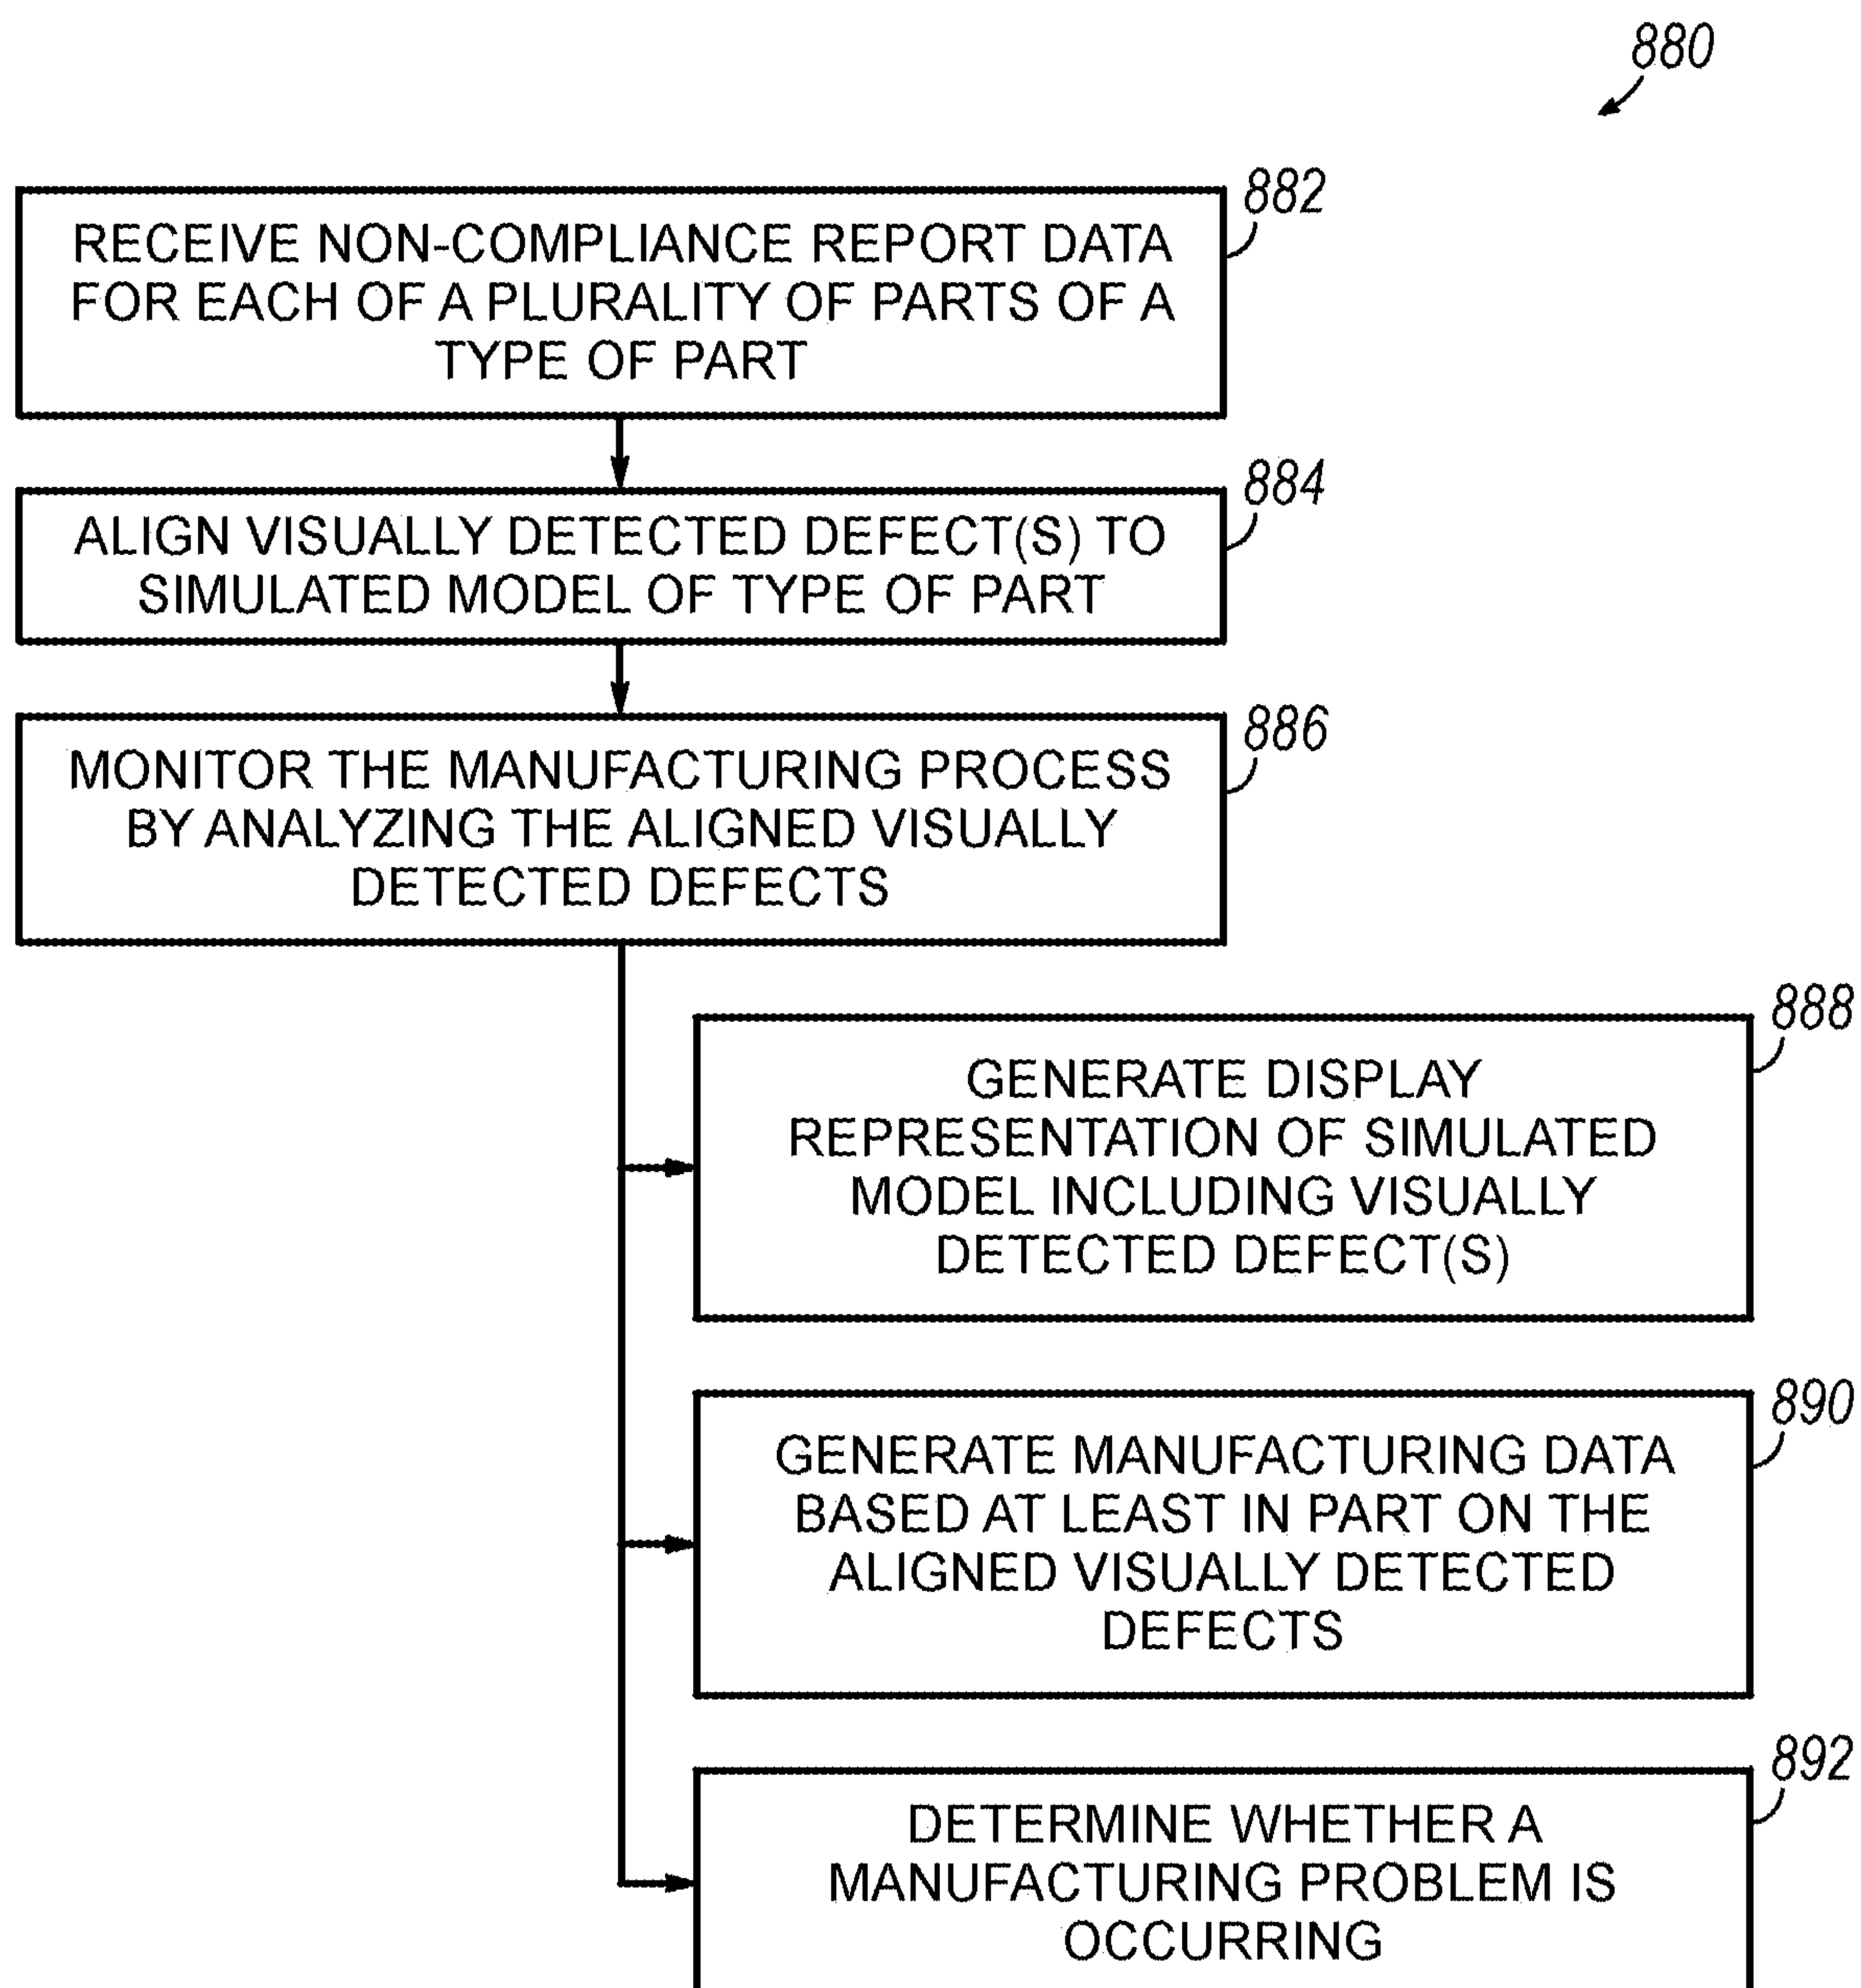 880
882
RECEIVE NON-COMPLIANCE REPORT DATA
FOR EACH OF A PLURALITY OF PARTS OF A
TYPE OF PART
884
ALIGN VISUALLY DETECTED DEFECT(S) TO
SIMULATED MODEL OF TYPE OF PART
886
MONITOR THE MANUFACTURING PROCESS
BY ANALYZING THE ALIGNED VISUALLY
DETECTED DEFECTS
888
GENERATE DISPLAY
REPRESENTATION OF SIMULATED
MODEL INCLUDING VISUALLY
DETECTED DEFECT(S)
890
GENERATE MANUFACTURING DATA
BASED AT LEAST IN PART ON THE
ALIGNED VISUALLY DETECTED
DEFECTS
892
DETERMINE WHETHER A
MANUFACTURING PROBLEM IS
OCCURRING